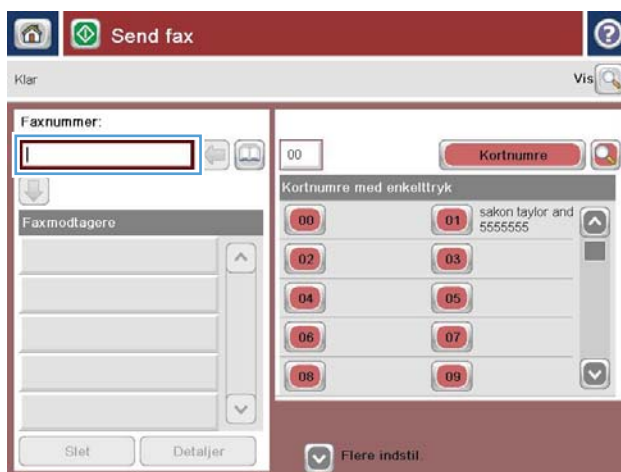 Send fax
?
Klar
Vis
Faxnummer:
00
Kortnumre
Kortnumre med enkelttryk
Faxmodtagere
00
01
sakon taylor and
5555555
02
03
04
05
06
07
08
09
Slet
Detaljer
Flere indstil.